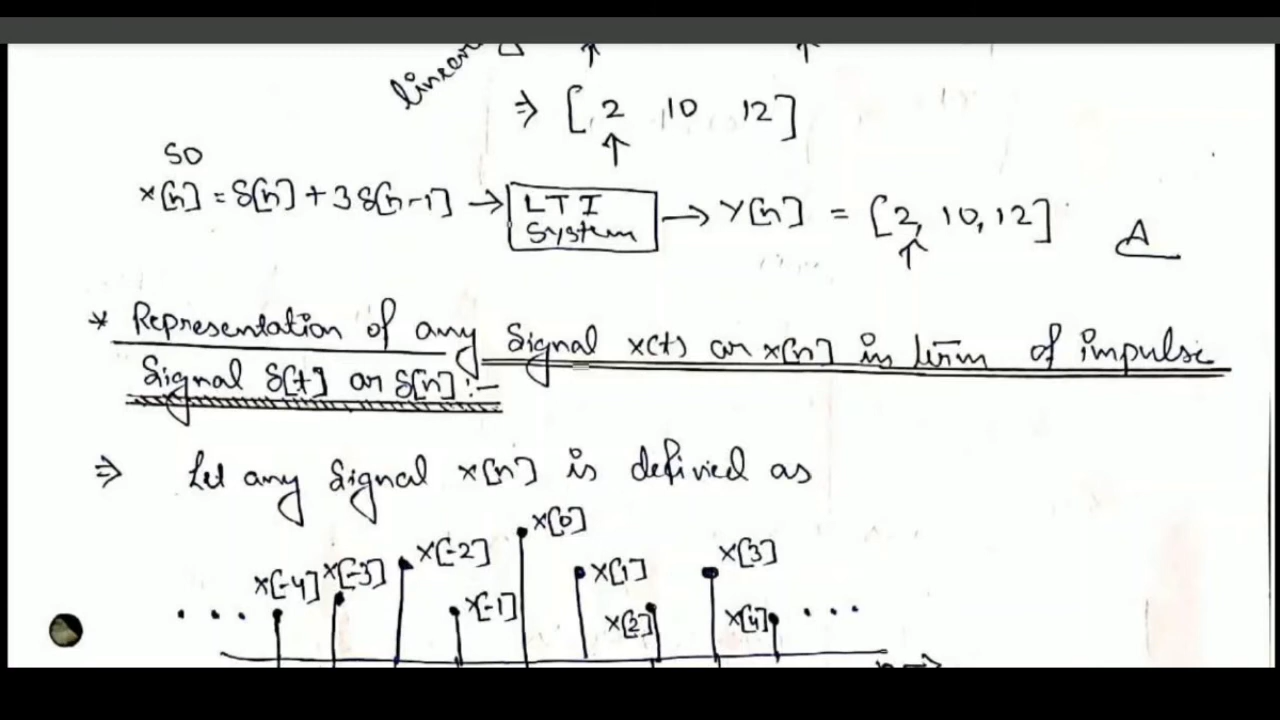 linear
⇒ [2 10 12]
↑
so
x[n] = δ[n] + 3δ[n-1] → LTI System → y[n] = [2, 10, 12] A
↑
* Representation of any Signal x(t) or x[n] in term of impulse
Signal δ[t] or δ[n] :-
⇒ Let any Signal x[n] is defined as
x[0]
x[-4] x[-3] x[-2] x[-1] x[1] x[2] x[3] x[4]
. . . . . .
n →